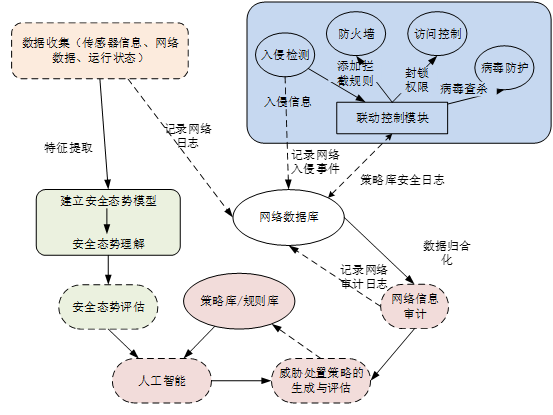 数据收集（传感器信息、网络
数据、运行状态）
防火墙
访问控制
入侵检测
病毒防护
添加拦
截规则
封锁
权限
病毒查杀
入侵信息
联动控制模块
记录网络
日志
特征提取
记录网络
入侵事件
策略库安全日志
建立安全态势模型
安全态势理解
网络数据库
数据归合
化
记录网络
审计日志
安全态势评估
策略库/规则库
网络信息
审计
人工智能
威胁处置策略的
生成与评估